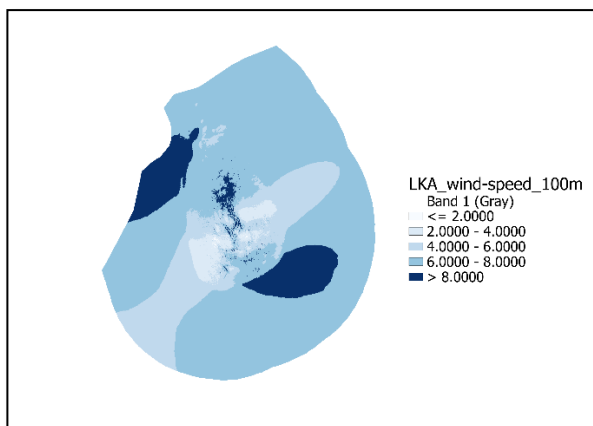 LKA_wind-speed_100m
Band 1 (Gray)
<= 2.0000
2.0000 - 4.0000
4.0000 - 6.0000
6.0000 - 8.0000
> 8.0000